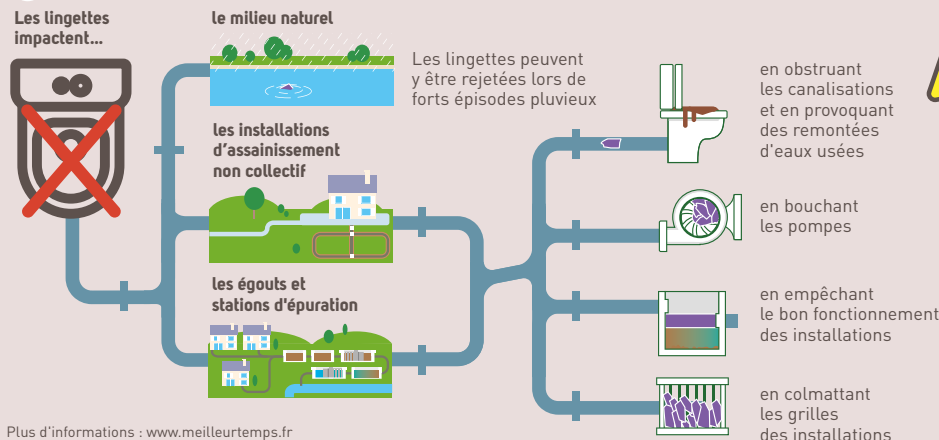 Les lingettes
impactent...
le milieu naturel
Les lingettes peuvent
y être rejetées lors de
forts épisodes pluvieux
les installations
d'assainissement
non collectif
les égouts et
stations d'épuration
en obstruant
les canalisations
et en provoquant
des remontées
d'eaux usées
en bouchant
les pompes
en empêchant
le bon fonctionnement
des installations
en colmattant
les grilles
des installations
Plus d'informations : www.meilleurtemps.fr